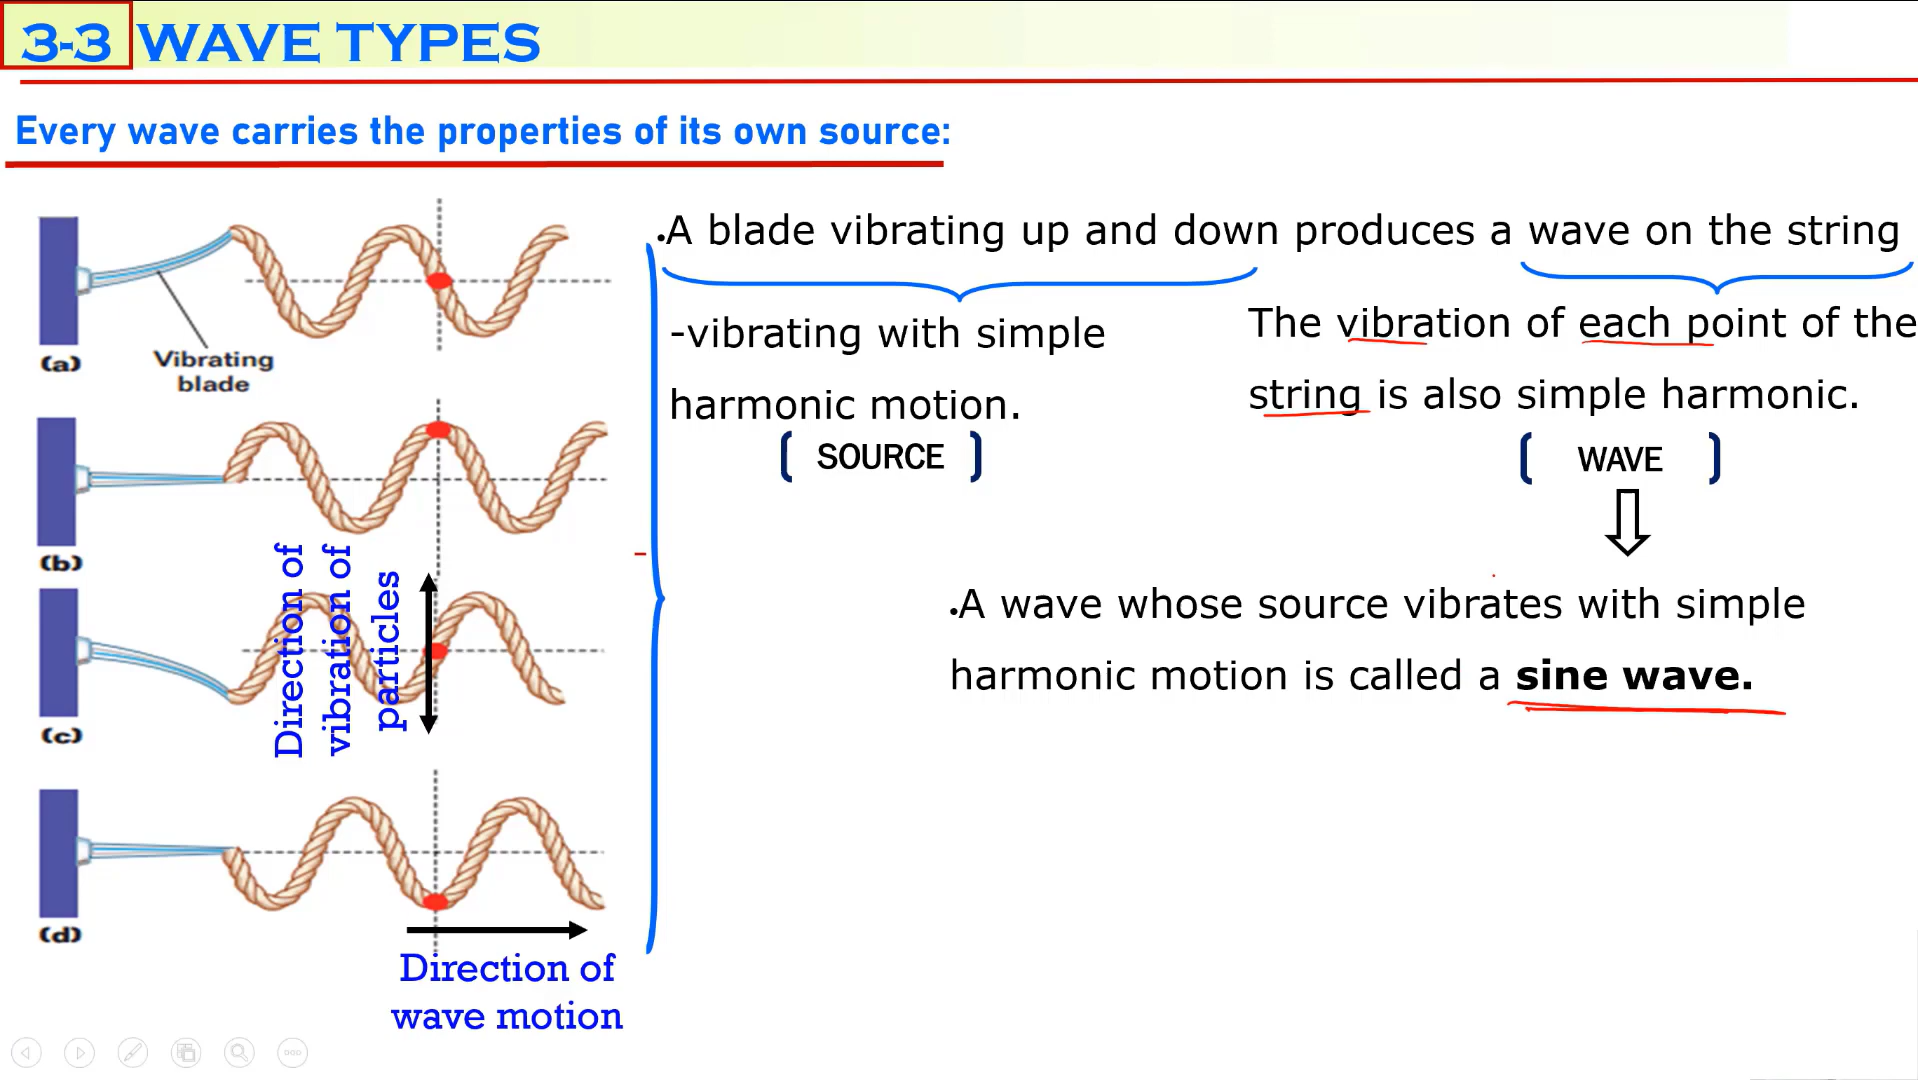 3-3 WAVE TYPES
Every wave carries the properties of its own source:
(a)
Vibrating
blade
(b)
(c)
(d)
Direction of
vibration of
particles
Direction of
wave motion
•A blade vibrating up and down produces a wave on the string
-vibrating with simple
harmonic motion.
[ SOURCE ]
The vibration of each point of the
string is also simple harmonic.
[ WAVE ]
•A wave whose source vibrates with simple
harmonic motion is called a sine wave.